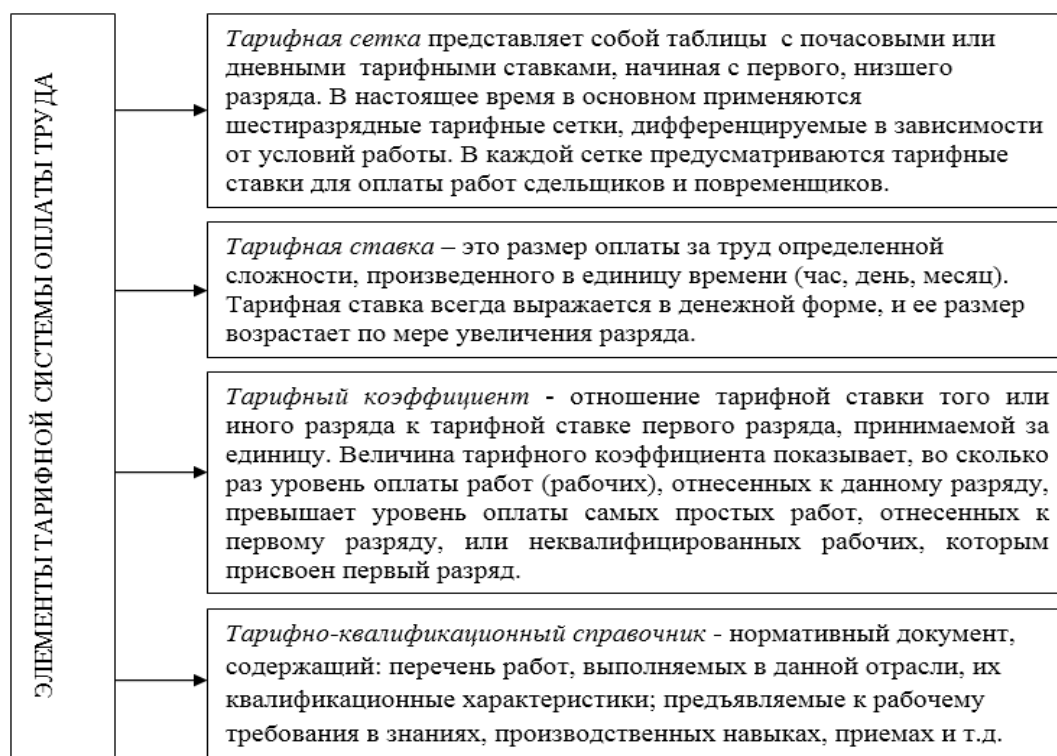 ЭЛЕМЕНТЫ ТАРИФНОЙ СИСТЕМЫ ОПЛАТЫ ТРУДА
Тарифная сетка представляет собой таблицы с почасовыми или
дневными тарифными ставками, начиная с первого, низшего
разряда. В настоящее время в основном применяются
шестиразрядные тарифные сетки, дифференцируемые в зависимости
от условий работы. В каждой сетке предусматриваются тарифные
ставки для оплаты работ сдельщиков и повременщиков.
Тарифная ставка – это размер оплаты за труд определенной
сложности, произведенного в единицу времени (час, день, месяц).
Тарифная ставка всегда выражается в денежной форме, и ее размер
возрастает по мере увеличения разряда.
Тарифный коэффициент - отношение тарифной ставки того или
иного разряда к тарифной ставке первого разряда, принимаемой за
единицу. Величина тарифного коэффициента показывает, во сколько
раз уровень оплаты работ (рабочих), отнесенных к данному разряду,
превышает уровень оплаты самых простых работ, отнесенных к
первому разряду, или неквалифицированных рабочих, которым
присвоен первый разряд.
Тарифно-квалификационный справочник - нормативный документ,
содержащий: перечень работ, выполняемых в данной отрасли, их
квалификационные характеристики; предъявляемые к рабочему
требования в знаниях, производственных навыках, приемах и т.д.